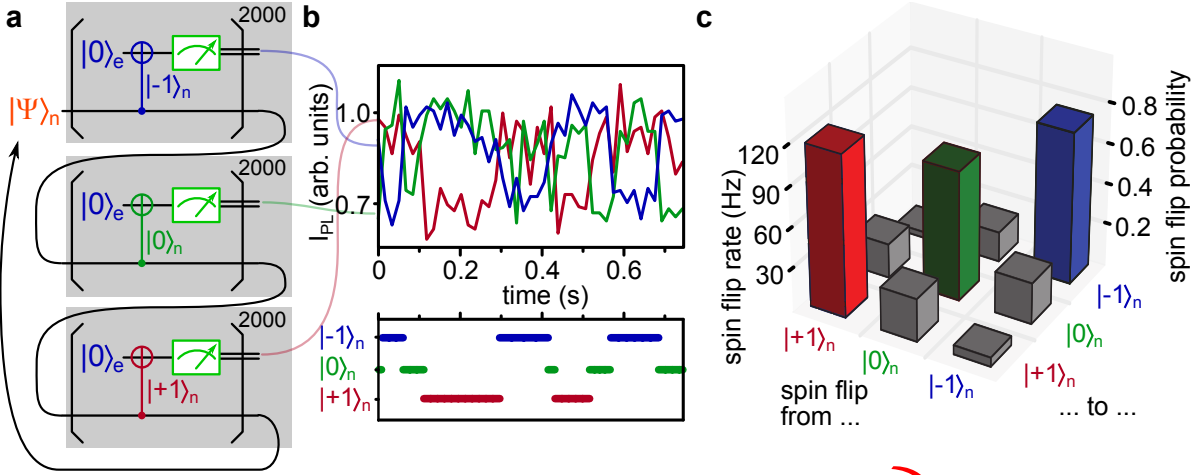 a
2000
|0⟩e
|-1⟩n
|Ψ⟩n
2000
|0⟩e
|0⟩n
2000
|0⟩e
|+1⟩n
b
I_PL (arb. units)
1.0
0.7
0 0.2 0.4 0.6
time (s)
|-1⟩n
|0⟩n
|+1⟩n
c
spin flip rate (Hz)
120
90
60
30
spin flip probability
0.8
0.6
0.4
0.2
|+1⟩n
|0⟩n
|-1⟩n
spin flip
from ...
|-1⟩n
|0⟩n
|+1⟩n
... to ...